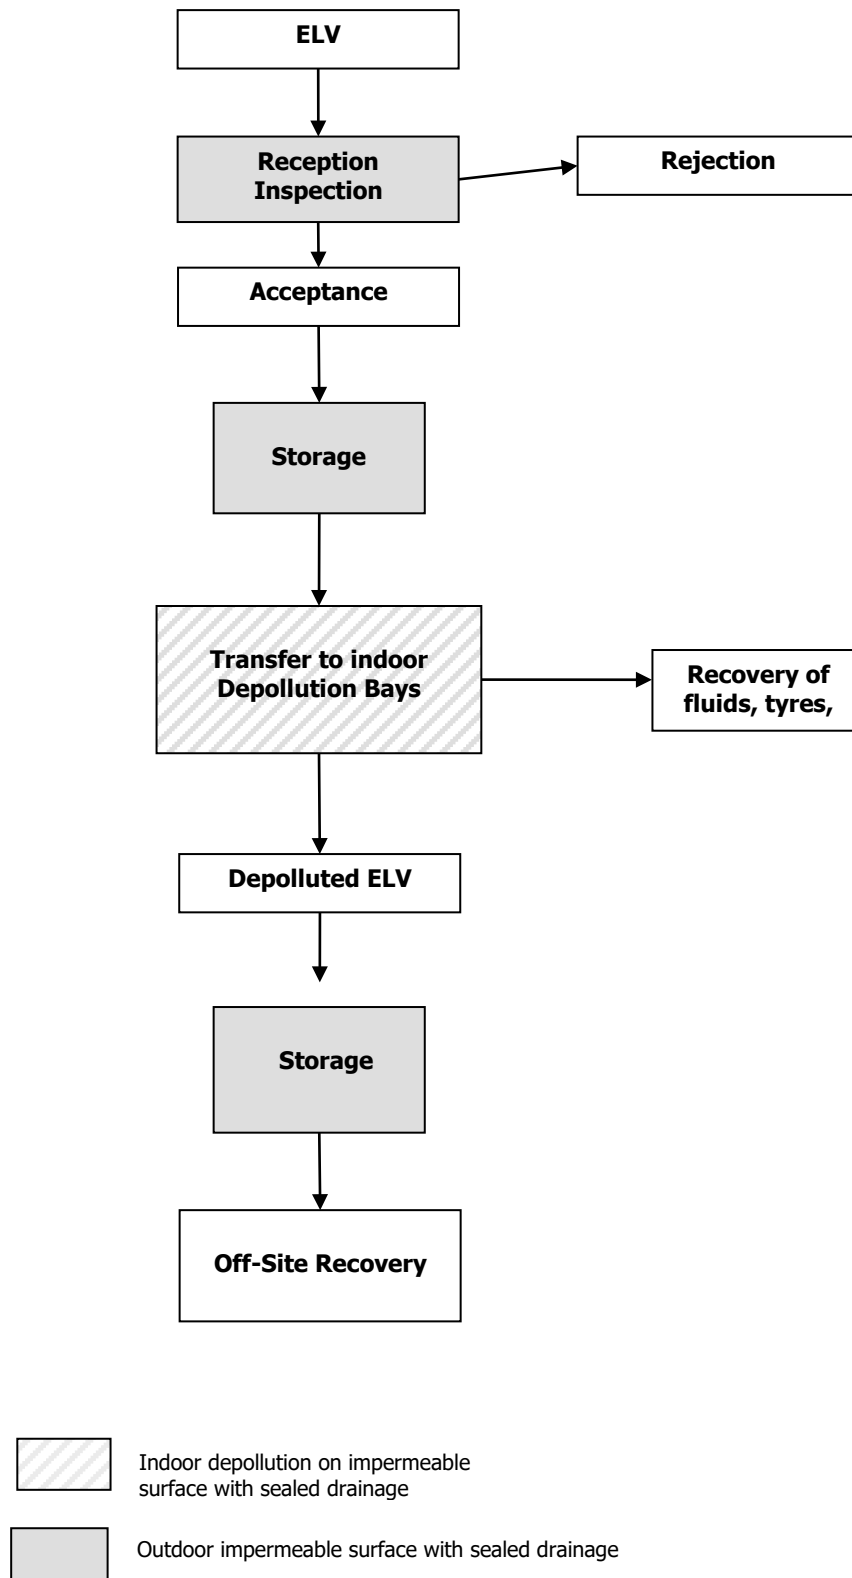 ELV
Reception
Inspection
Rejection
Acceptance
Storage
Transfer to indoor
Depollution Bays
Recovery of
fluids, tyres,
Depolluted ELV
Storage
Off-Site Recovery
Indoor depollution on impermeable
surface with sealed drainage
Outdoor impermeable surface with sealed drainage